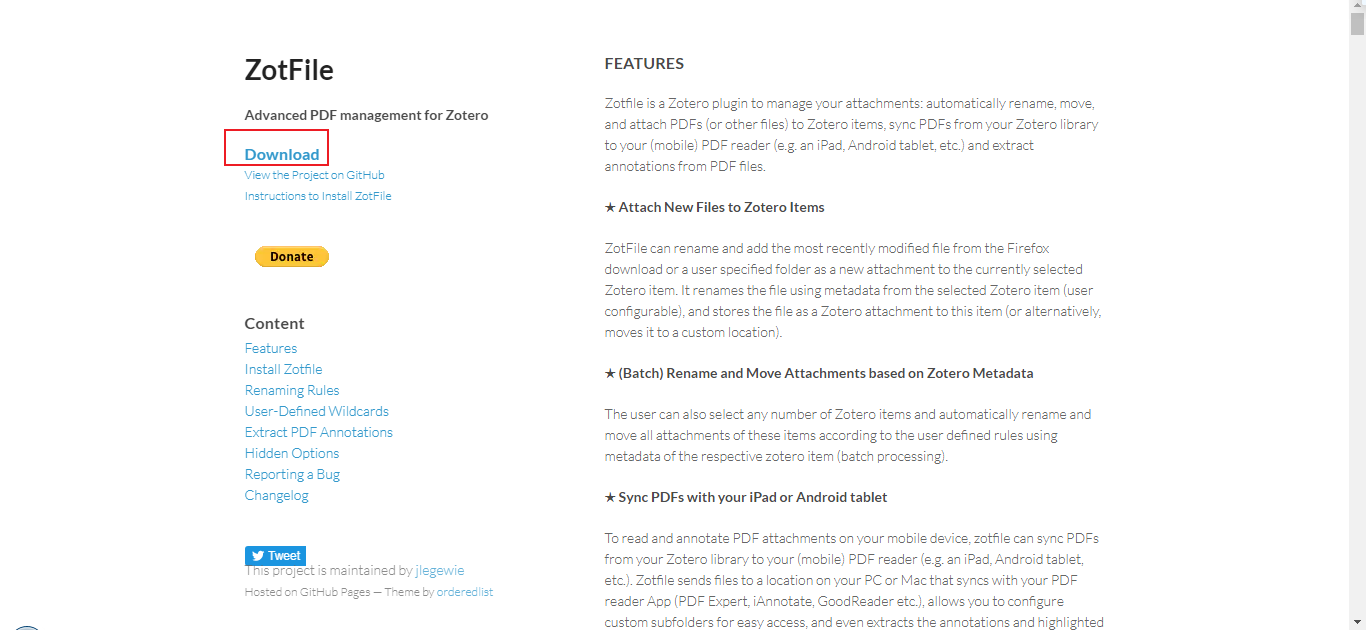 ZotFile
Advanced PDF management for Zotero
Download
View the Project on GitHub
Instructions to Install ZotFile
Donate
Content
Features
Install Zotfile
Renaming Rules
User-Defined Wildcards
Extract PDF Annotations
Hidden Options
Reporting a Bug
Changelog
Tweet
This project is maintained by jlegewie
Hosted on GitHub Pages — Theme by orderedlist
FEATURES
Zotfile is a Zotero plugin to manage your attachments: automatically rename, move,
and attach PDFs (or other files) to Zotero items, sync PDFs from your Zotero library
to your (mobile) PDF reader (e.g. an iPad, Android tablet, etc.) and extract
annotations from PDF files.
★ Attach New Files to Zotero Items
ZotFile can rename and add the most recently modified file from the Firefox
download or a user specified folder as a new attachment to the currently selected
Zotero item. It renames the file using metadata from the selected Zotero item (user
configurable), and stores the file as a Zotero attachment to this item (or alternatively,
moves it to a custom location).
★ (Batch) Rename and Move Attachments based on Zotero Metadata
The user can also select any number of Zotero items and automatically rename and
move all attachments of these items according to the user defined rules using
metadata of the respective zotero item (batch processing).
★ Sync PDFs with your iPad or Android tablet
To read and annotate PDF attachments on your mobile device, zotfile can sync PDFs
from your Zotero library to your (mobile) PDF reader (e.g. an iPad, Android tablet,
etc.). Zotfile sends files to a location on your PC or Mac that syncs with your PDF
reader App (PDF Expert, iAnnotate, GoodReader etc.), allows you to configure
custom subfolders for easy access, and even extracts the annotations and highlighted